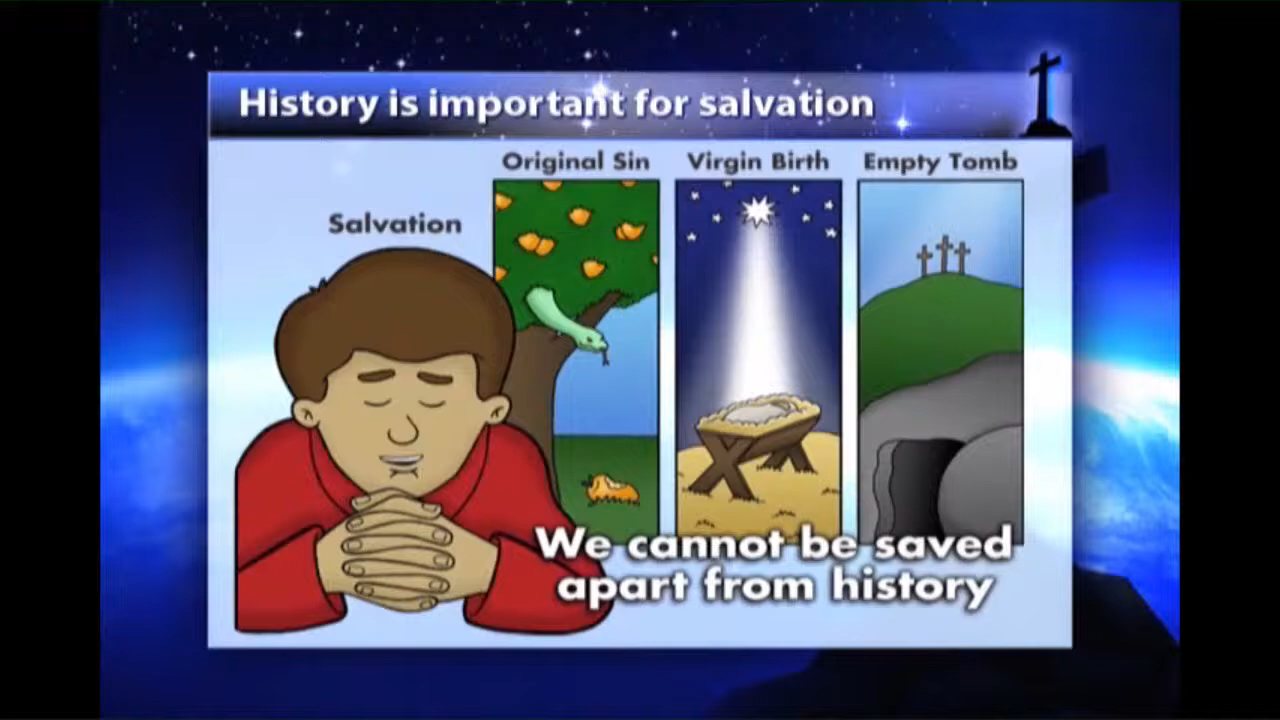 History is important for salvation
Original Sin
Virgin Birth
Empty Tomb
Salvation
We cannot be saved
apart from history